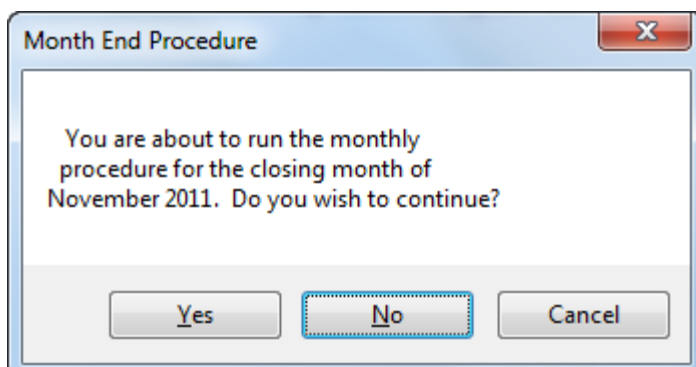 Month End Procedure
You are about to run the monthly
procedure for the closing month of
November 2011.  Do you wish to continue?
Yes
No
Cancel